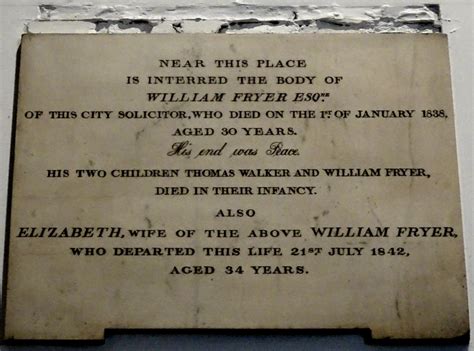 NEAR THIS PLACE
IS INTERRED THE BODY OF
WILLIAM FRYER ESQRE
OF THIS CITY SOLICITOR, WHO DIED ON THE 1ST OF JANUARY 1838,
AGED 30 YEARS.
His end was Peace.
HIS TWO CHILDREN THOMAS WALKER AND WILLIAM FRYER,
DIED IN THEIR INFANCY.
ALSO
ELIZABETH, WIFE OF THE ABOVE WILLIAM FRYER,
WHO DEPARTED THIS LIFE 21ST JULY 1842,
AGED 34 YEARS.